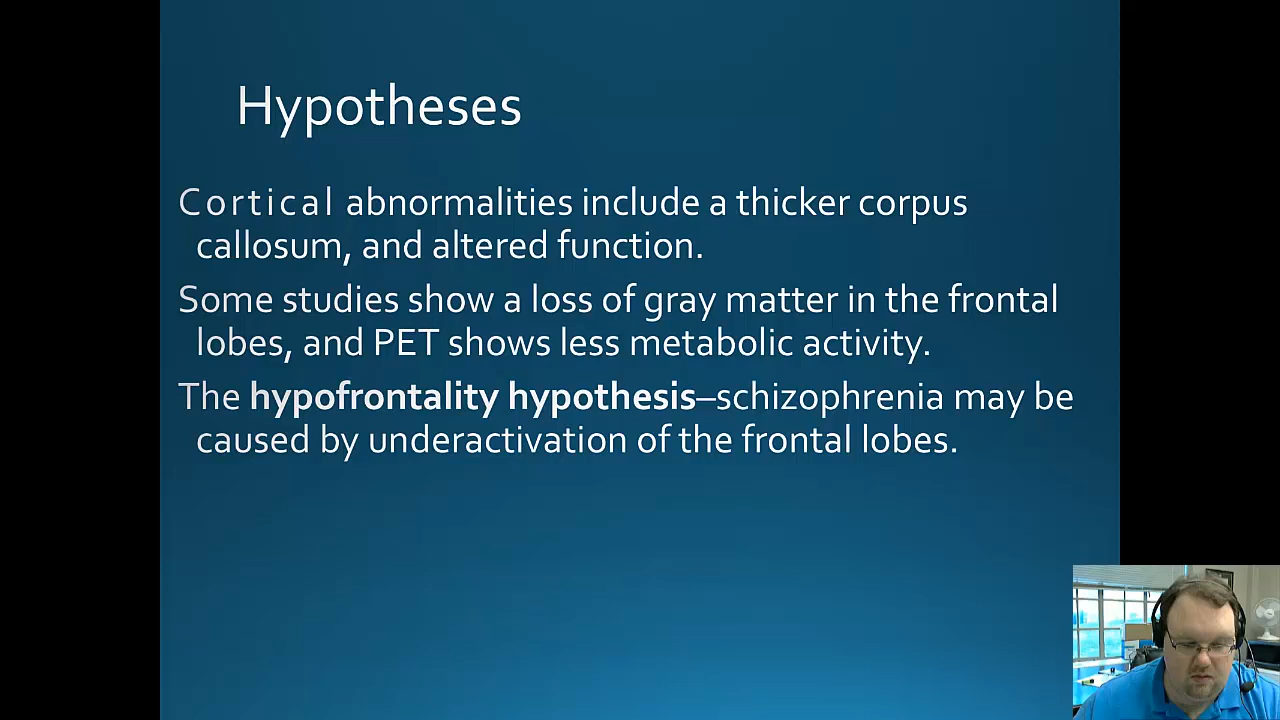 Hypotheses
Cortical abnormalities include a thicker corpus
callosum, and altered function.
Some studies show a loss of gray matter in the frontal
lobes, and PET shows less metabolic activity.
The hypofrontality hypothesis–schizophrenia may be
caused by underactivation of the frontal lobes.